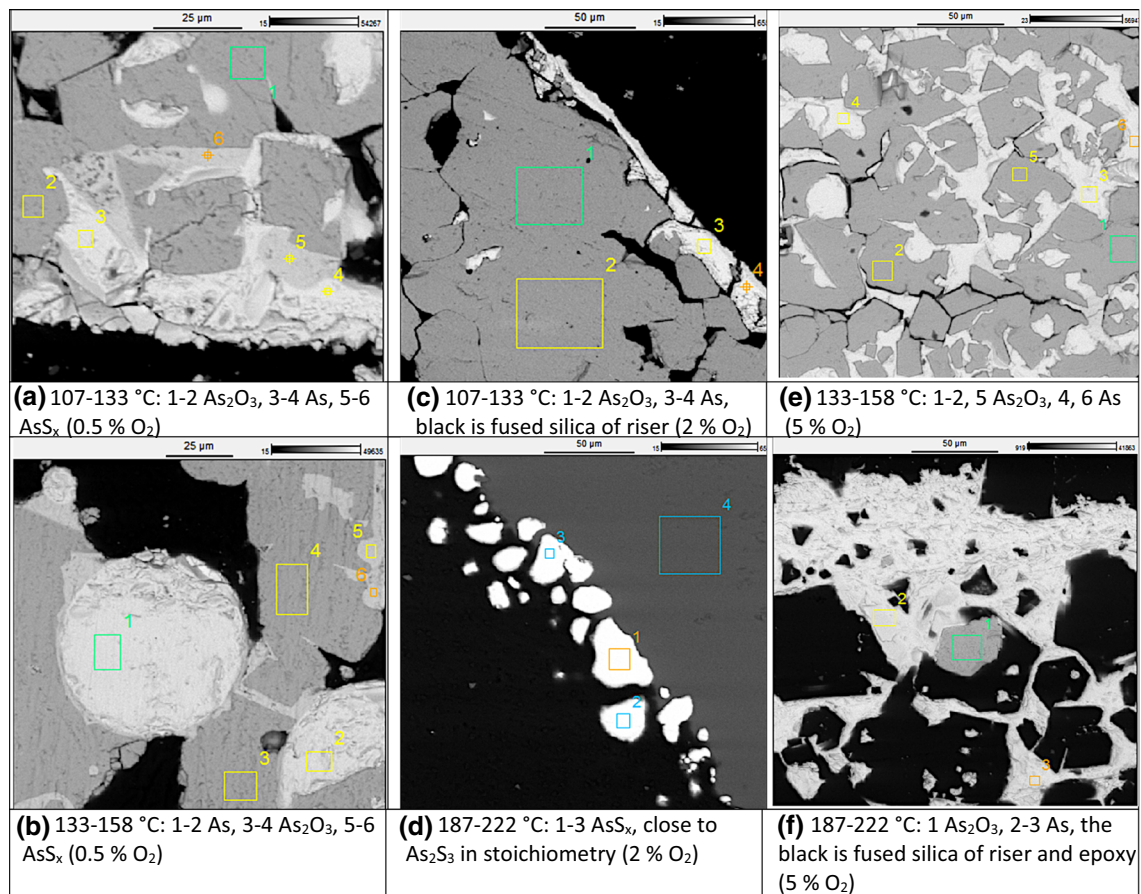 25 µm 15 54267
1
6
2
3
5
4
(a) 107-133 °C: 1-2 As₂O₃, 3-4 As, 5-6
AsSₓ (0.5 % O₂)
50 µm 15 65
1
2
3
4
(c) 107-133 °C: 1-2 As₂O₃, 3-4 As,
black is fused silica of riser (2 % O₂)
50 µm 23 5694
4
6
5
3
1
2
(e) 133-158 °C: 1-2, 5 As₂O₃, 4, 6 As
(5 % O₂)
25 µm 15 49635
5
4
6
1
2
3
(b) 133-158 °C: 1-2 As, 3-4 As₂O₃, 5-6
AsSₓ (0.5 % O₂)
50 µm 15 65
4
3
1
2
(d) 187-222 °C: 1-3 AsSₓ, close to
As₂S₃ in stoichiometry (2 % O₂)
50 µm 919 41863
2
1
3
(f) 187-222 °C: 1 As₂O₃, 2-3 As, the
black is fused silica of riser and epoxy
(5 % O₂)